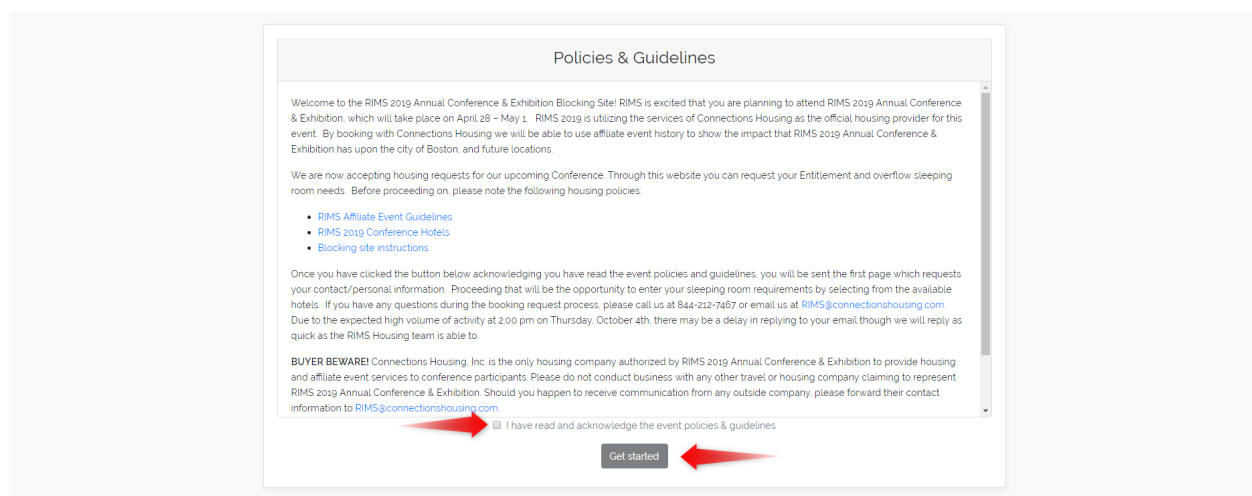 Policies & Guidelines
Welcome to the RIMS 2019 Annual Conference & Exhibition Blocking Site! RIMS is excited that you are planning to attend RIMS 2019 Annual Conference
& Exhibition, which will take place on April 28 – May 1. RIMS 2019 is utilizing the services of Connections Housing as the official housing provider for this
event. By booking with Connections Housing we will be able to use affiliate event history to show the impact that RIMS 2019 Annual Conference &
Exhibition has upon the city of Boston, and future locations.
We are now accepting housing requests for our upcoming Conference. Through this website you can request your Entitlement and overflow sleeping
room needs. Before proceeding on, please note the following housing policies:
• RIMS Affiliate Event Guidelines
• RIMS 2019 Conference Hotels
• Blocking site instructions
Once you have clicked the button below acknowledging you have read the event policies and guidelines, you will be sent the first page which requests
your contact/personal information. Proceeding that will be the opportunity to enter your sleeping room requirements by selecting from the available
hotels. If you have any questions during the booking request process, please call us at 844-212-7467 or email us at RIMS@connectionshousing.com.
Due to the expected high volume of activity at 2:00 pm on Thursday, October 4th, there may be a delay in replying to your email though we will reply as
quick as the RIMS Housing team is able to.
BUYER BEWARE! Connections Housing, Inc. is the only housing company authorized by RIMS 2019 Annual Conference & Exhibition to provide housing
and affiliate event services to conference participants. Please do not conduct business with any other travel or housing company claiming to represent
RIMS 2019 Annual Conference & Exhibition. Should you happen to receive communication from any outside company, please forward their contact
information to RIMS@connectionshousing.com.
I have read and acknowledge the event policies & guidelines
Get started